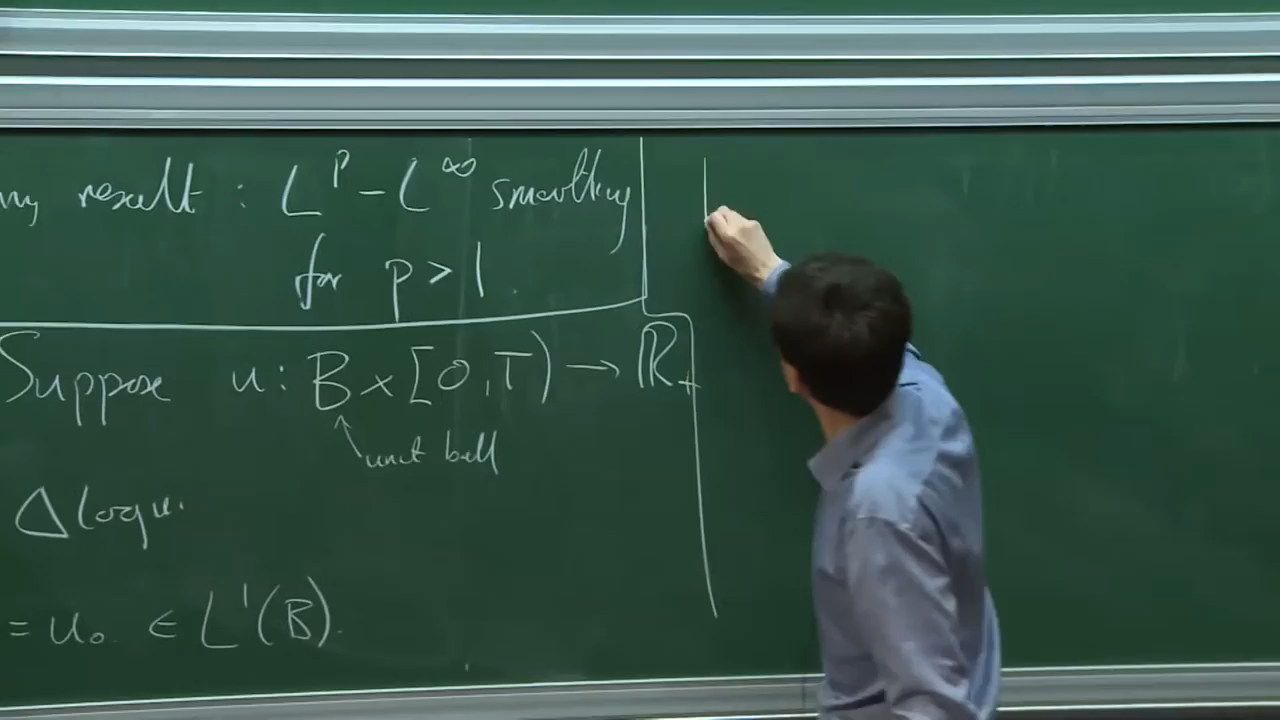 result : L^p - L^∞ smoothing
for p > 1.
Suppose u: B × [0,T) → ℝ₊
↑ unit ball
Δ log u.
= u₀ ∈ L¹(B).